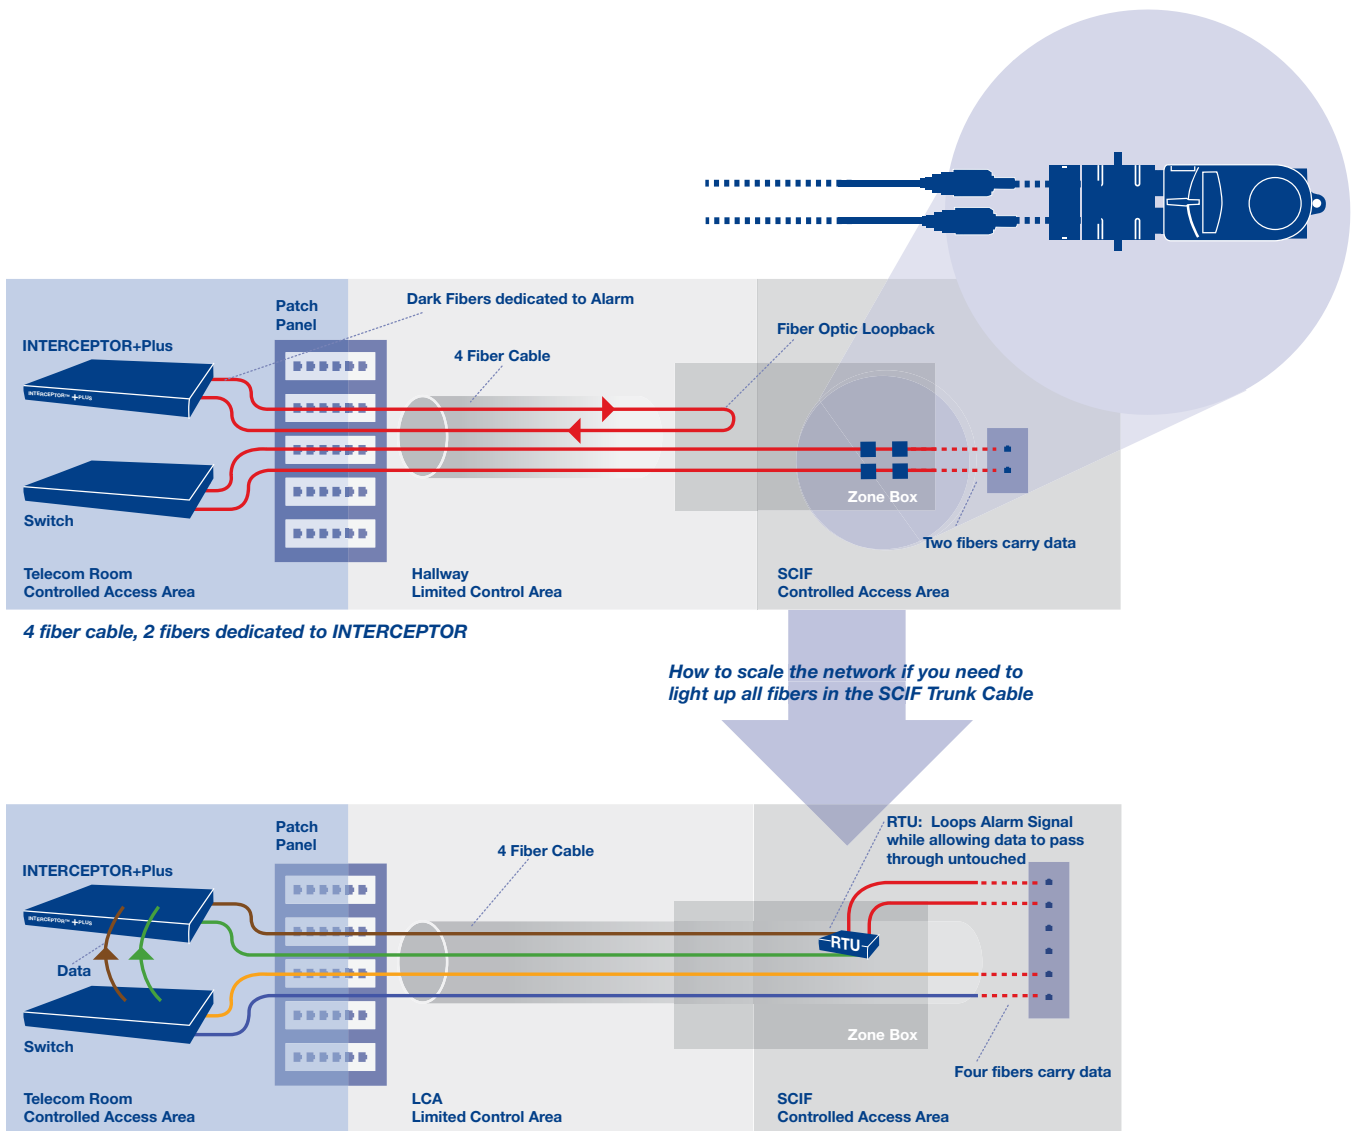 Patch
Panel
Dark Fibers dedicated to Alarm
Fiber Optic Loopback
INTERCEPTOR+Plus
4 Fiber Cable
INTERCEPTOR™ +PLUS
Zone Box
Switch
Two fibers carry data
Telecom Room
Controlled Access Area
Hallway
Limited Control Area
SCIF
Controlled Access Area
4 fiber cable, 2 fibers dedicated to INTERCEPTOR
How to scale the network if you need to
light up all fibers in the SCIF Trunk Cable
Patch
Panel
RTU: Loops Alarm Signal
while allowing data to pass
through untouched
4 Fiber Cable
INTERCEPTOR+Plus
INTERCEPTOR™ +PLUS
RTU
Data
Zone Box
Switch
Four fibers carry data
Telecom Room
Controlled Access Area
LCA
Limited Control Area
SCIF
Controlled Access Area